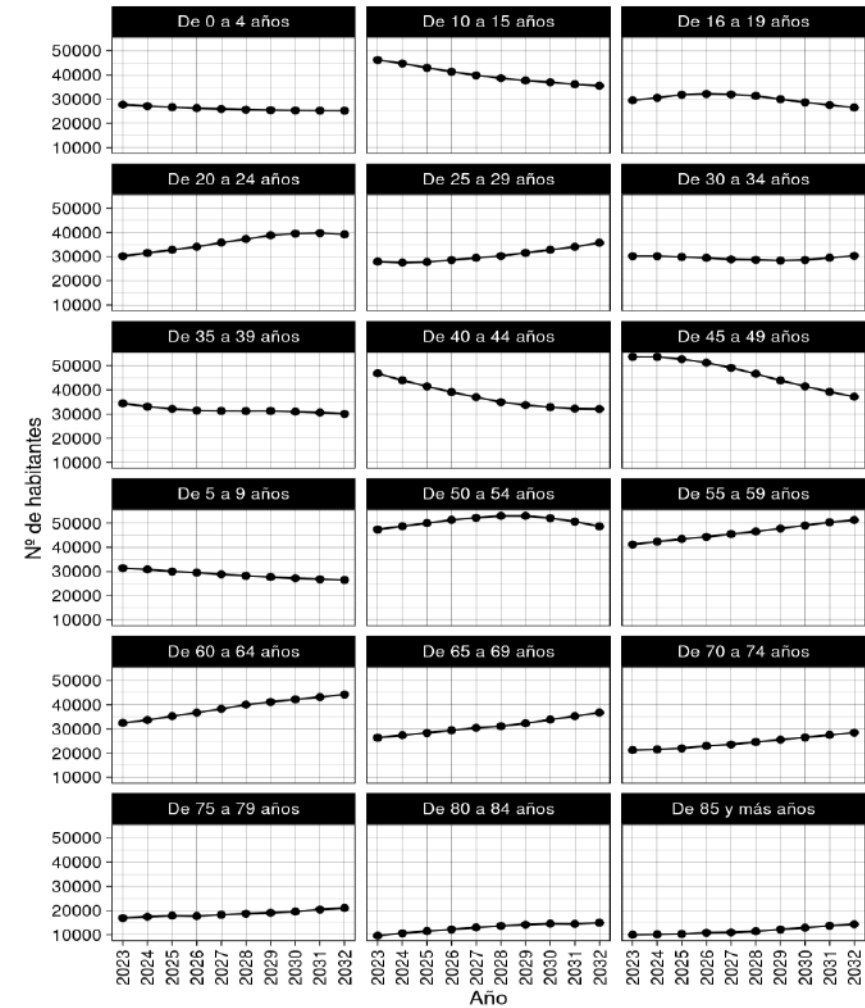 De 0 a 4 años
De 10 a 15 años
De 16 a 19 años
50000
40000
30000
20000
10000
De 20 a 24 años
De 25 a 29 años
De 30 a 34 años
50000
40000
30000
20000
10000
De 35 a 39 años
De 40 a 44 años
De 45 a 49 años
50000
40000
30000
20000
10000
Nº de habitantes
De 5 a 9 años
De 50 a 54 años
De 55 a 59 años
50000
40000
30000
20000
10000
De 60 a 64 años
De 65 a 69 años
De 70 a 74 años
50000
40000
30000
20000
10000
De 75 a 79 años
De 80 a 84 años
De 85 y más años
50000
40000
30000
20000
10000
2023 2024 2025 2026 2027 2028 2029 2030 2031 2032
2023 2024 2025 2026 2027 2028 2029 2030 2031 2032
2023 2024 2025 2026 2027 2028 2029 2030 2031 2032
Año